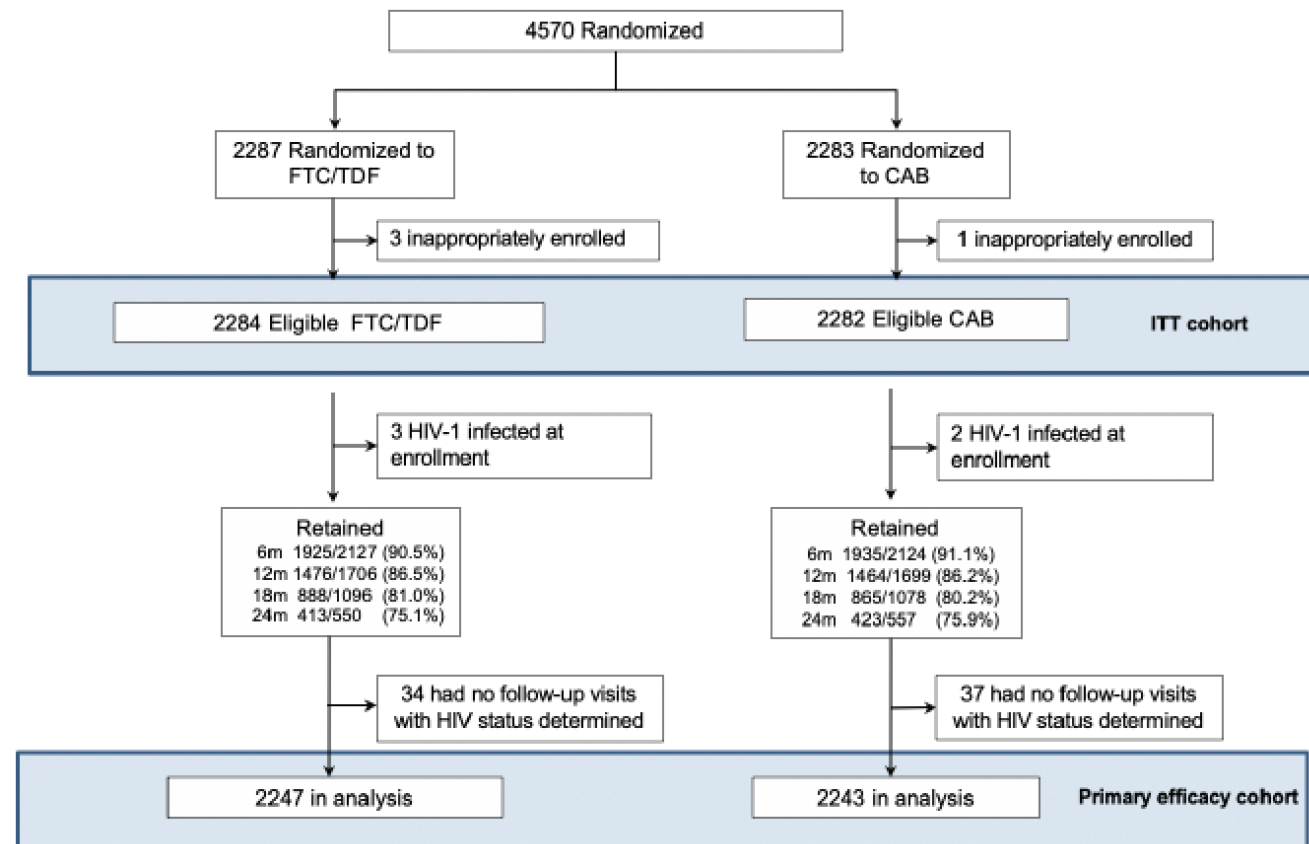 4570 Randomized
2287 Randomized to
FTC/TDF
2283 Randomized
to CAB
3 inappropriately enrolled
1 inappropriately enrolled
2284 Eligible FTC/TDF
2282 Eligible CAB
ITT cohort
3 HIV-1 infected at
enrollment
2 HIV-1 infected at
enrollment
Retained
6m 1925/2127 (90.5%)
12m 1476/1706 (86.5%)
18m 888/1096 (81.0%)
24m 413/550 (75.1%)
Retained
6m 1935/2124 (91.1%)
12m 1464/1699 (86.2%)
18m 865/1078 (80.2%)
24m 423/557 (75.9%)
34 had no follow-up visits
with HIV status determined
37 had no follow-up visits
with HIV status determined
2247 in analysis
2243 in analysis
Primary efficacy cohort